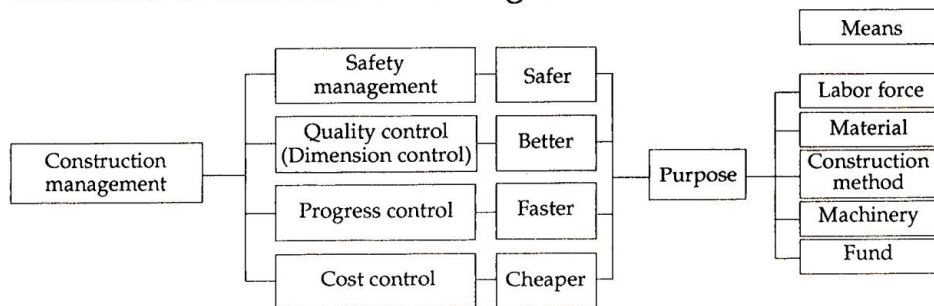 Means
Safety
management
Safer
Labor force
Quality control
(Dimension control)
Better
Material
Construction
management
Purpose
Construction
method
Progress control
Faster
Machinery
Cost control
Cheaper
Fund